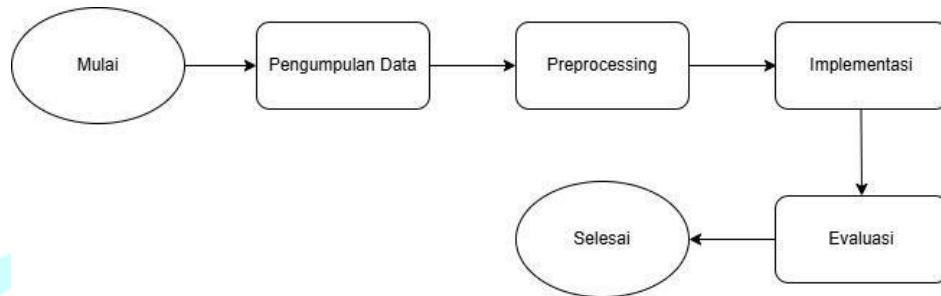 Mulai
Pengumpulan Data
Preprocessing
Implementasi
Evaluasi
Selesai